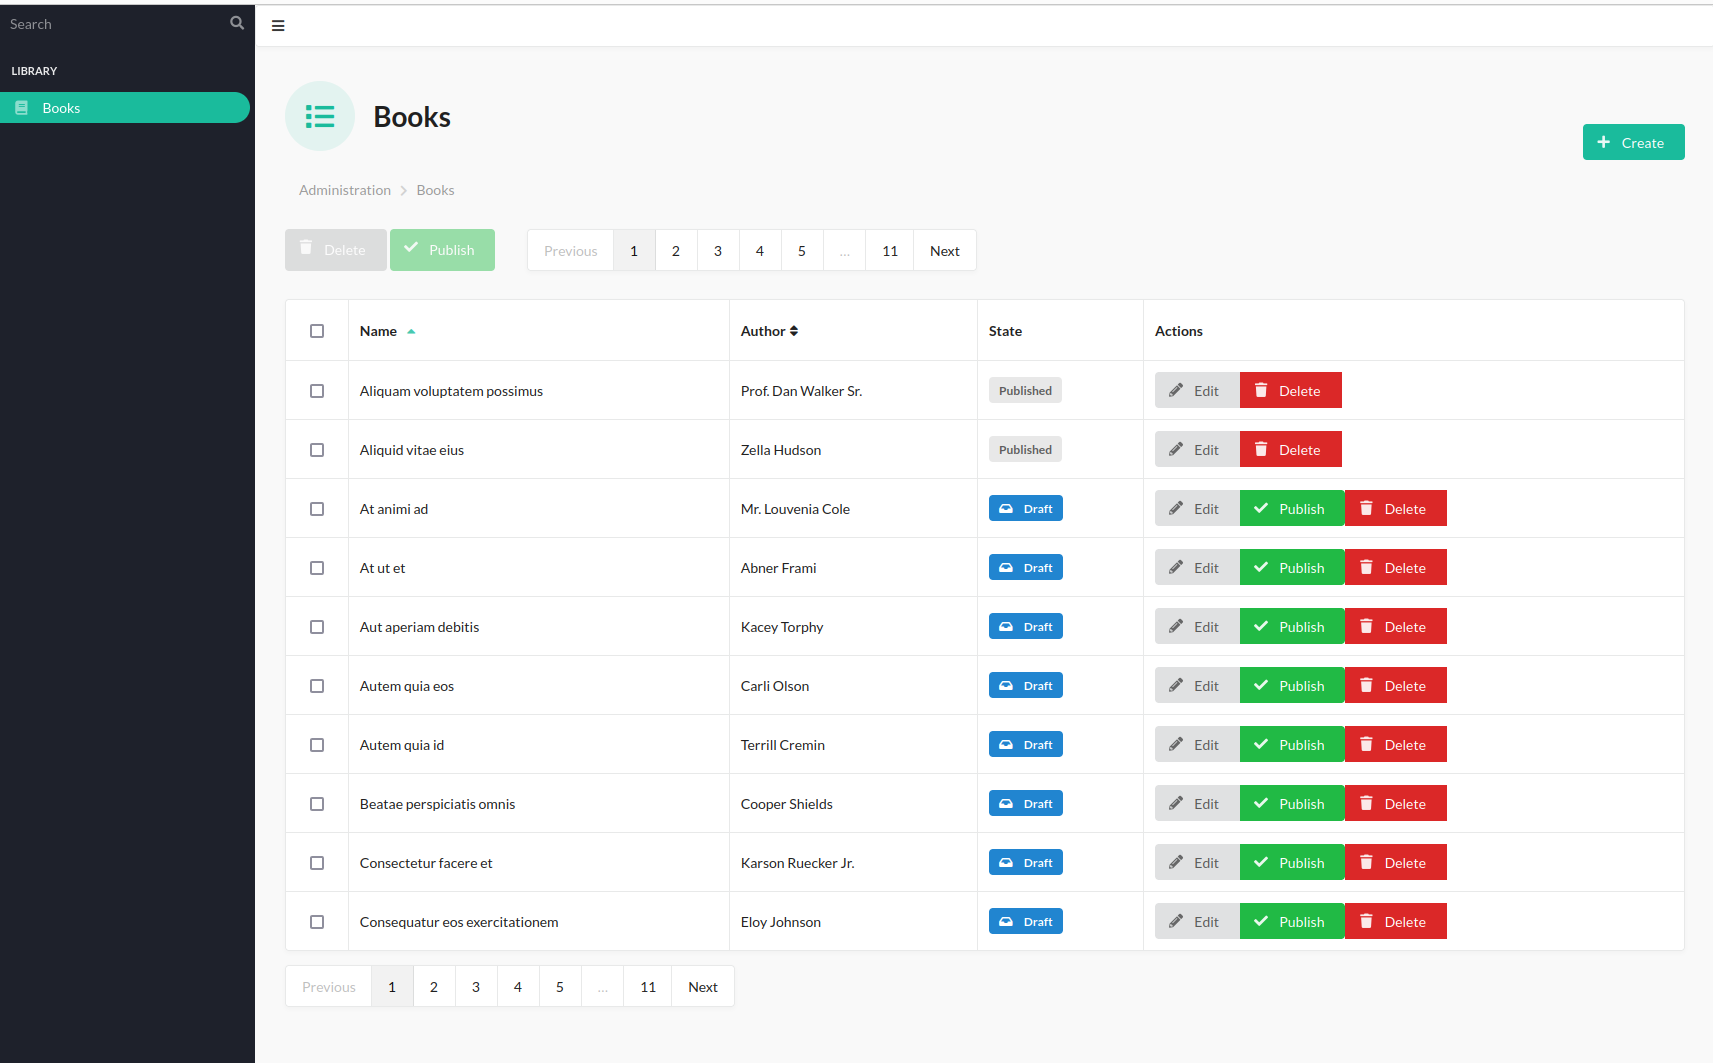 Search
LIBRARY
Books
Books
Create
Administration Books
Delete Publish Previous 1 2 3 4 5 ... 11 Next
Name Author State Actions
Aliquam voluptatem possimus Prof. Dan Walker Sr. Published Edit Delete
Aliquid vitae eius Zella Hudson Published Edit Delete
At animi ad Mr. Louvenia Cole Draft Edit Publish Delete
At ut et Abner Frami Draft Edit Publish Delete
Aut aperiam debitis Kacey Torphy Draft Edit Publish Delete
Autem quia eos Carli Olson Draft Edit Publish Delete
Autem quia id Terrill Cremin Draft Edit Publish Delete
Beatae perspiciatis omnis Cooper Shields Draft Edit Publish Delete
Consectetur facere et Karson Ruecker Jr. Draft Edit Publish Delete
Consequatur eos exercitationem Eloy Johnson Draft Edit Publish Delete
Previous 1 2 3 4 5 ... 11 Next